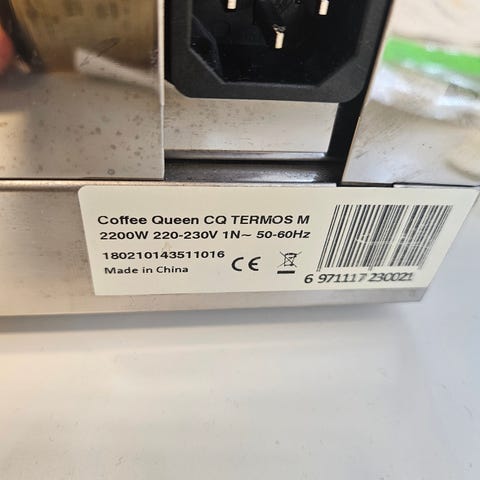 Coffee Queen CQ TERMOS M
2200W 220-230V 1N~ 50-60Hz
180210143511016
Made in China
CE
6 971117 230021